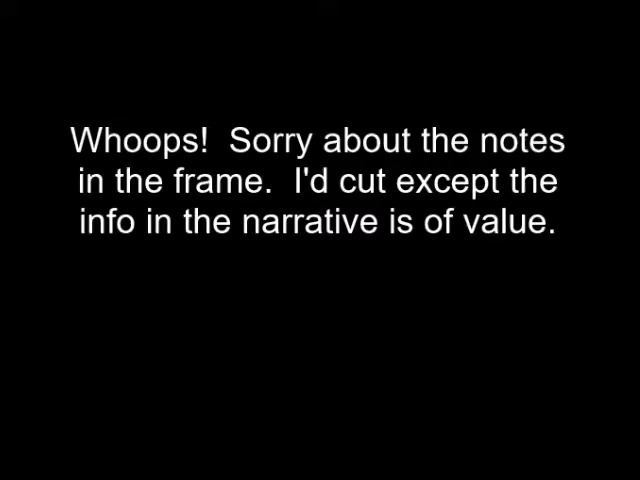 Whoops!  Sorry about the notes
in the frame.  I'd cut except the
info in the narrative is of value.